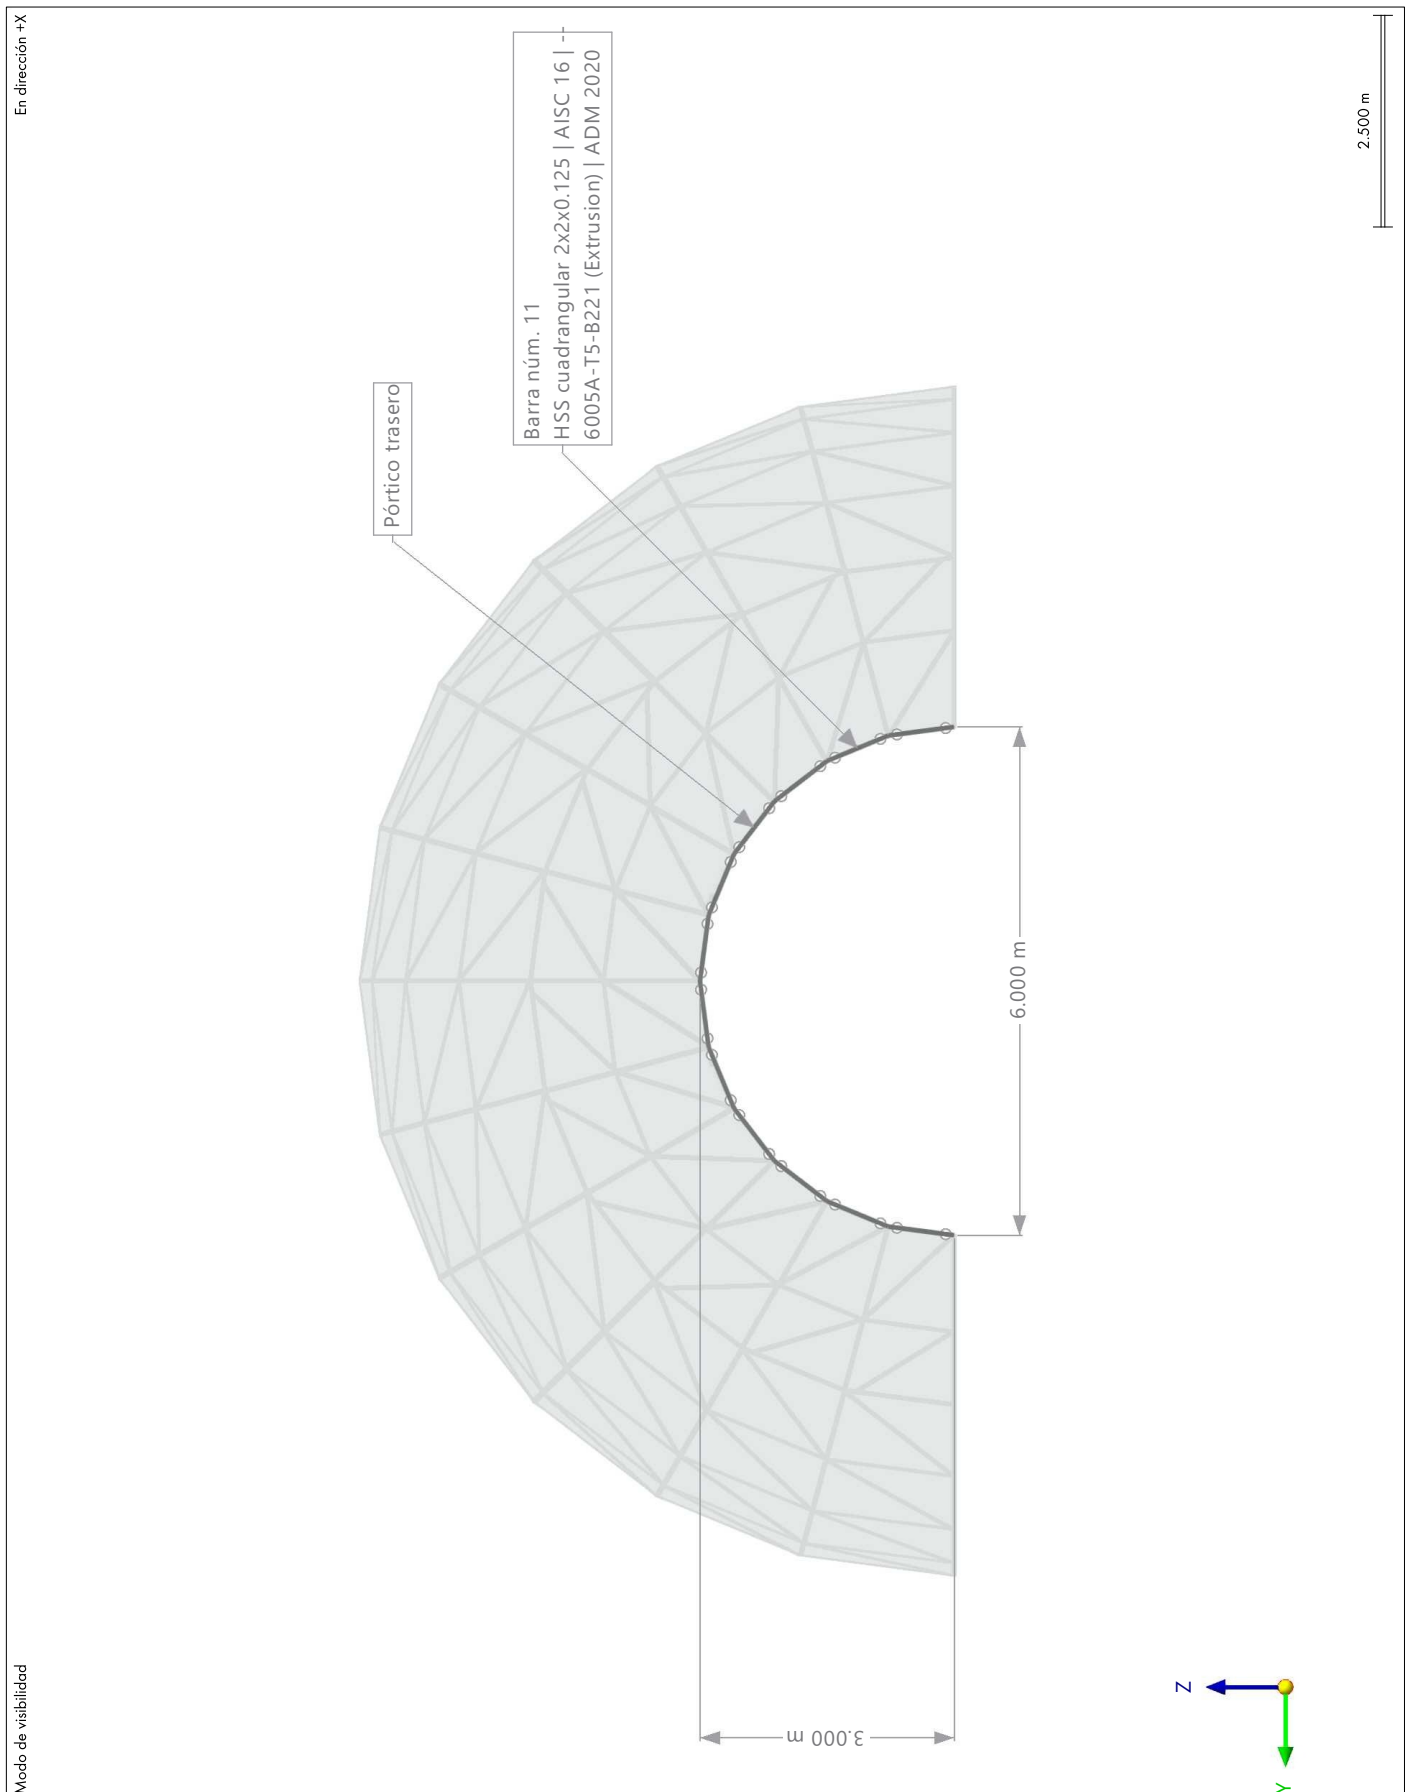 Modo de visibilidad
En dirección +X
Pórtico trasero
Barra núm. 11
HSS cuadrangular 2x2x0.125 | AISC 16 | --
6005A-T5-B221 (Extrusion) | ADM 2020
6.000 m
3.000 m
Z
Y
2.500 m